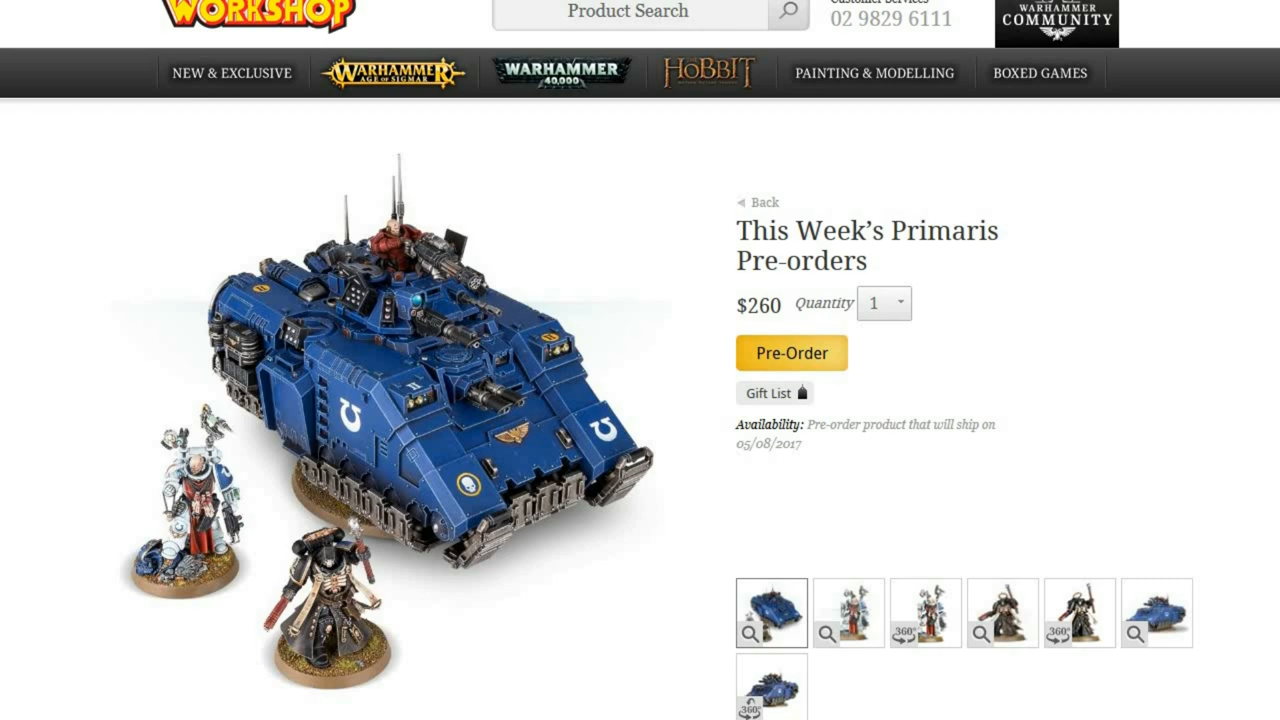 WORKSHOP
Product Search
Customer Services
02 9829 6111
WARHAMMER
COMMUNITY
NEW & EXCLUSIVE
WARHAMMER
AGE OF SIGMAR
WARHAMMER
40,000
HOBBIT
PAINTING & MODELLING
BOXED GAMES
Back
This Week’s Primaris
Pre-orders
$260 Quantity 1
Pre-Order
Gift List
Availability: Pre-order product that will ship on
05/08/2017
360°
360°
360°